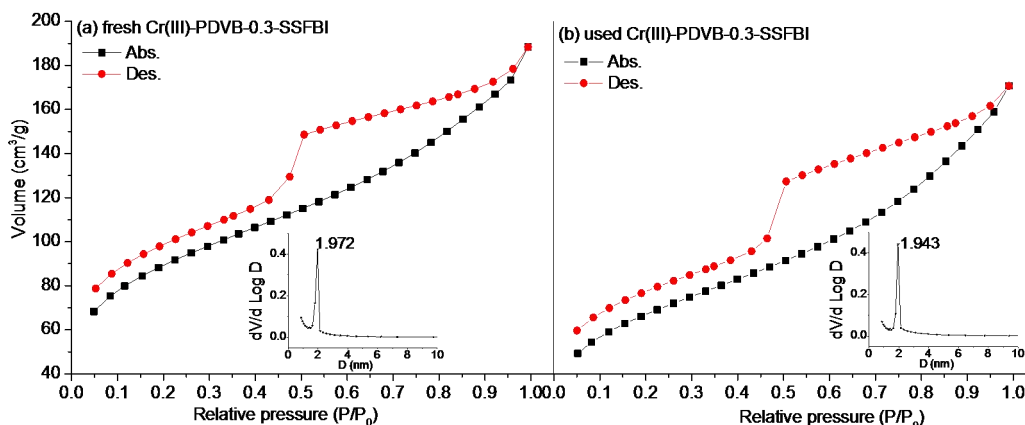 (a) fresh Cr(III)-PDVB-0.3-SSFBI
Abs.
Des.
Volume (cm³/g)
200
180
160
140
120
100
80
60
40
0.0 0.1 0.2 0.3 0.4 0.5 0.6 0.7 0.8 0.9 1.0
Relative pressure (P/P₀)
1.972
dV/d Log D
0.4
0.2
0.0
0 2 4 6 8 10
D (nm)
(b) used Cr(III)-PDVB-0.3-SSFBI
Abs.
Des.
0.0 0.1 0.2 0.3 0.4 0.5 0.6 0.7 0.8 0.9 1.0
Relative pressure (P/P₀)
1.943
dV/d Log D
0.4
0.2
0.0
0 2 4 6 8 10
D (nm)